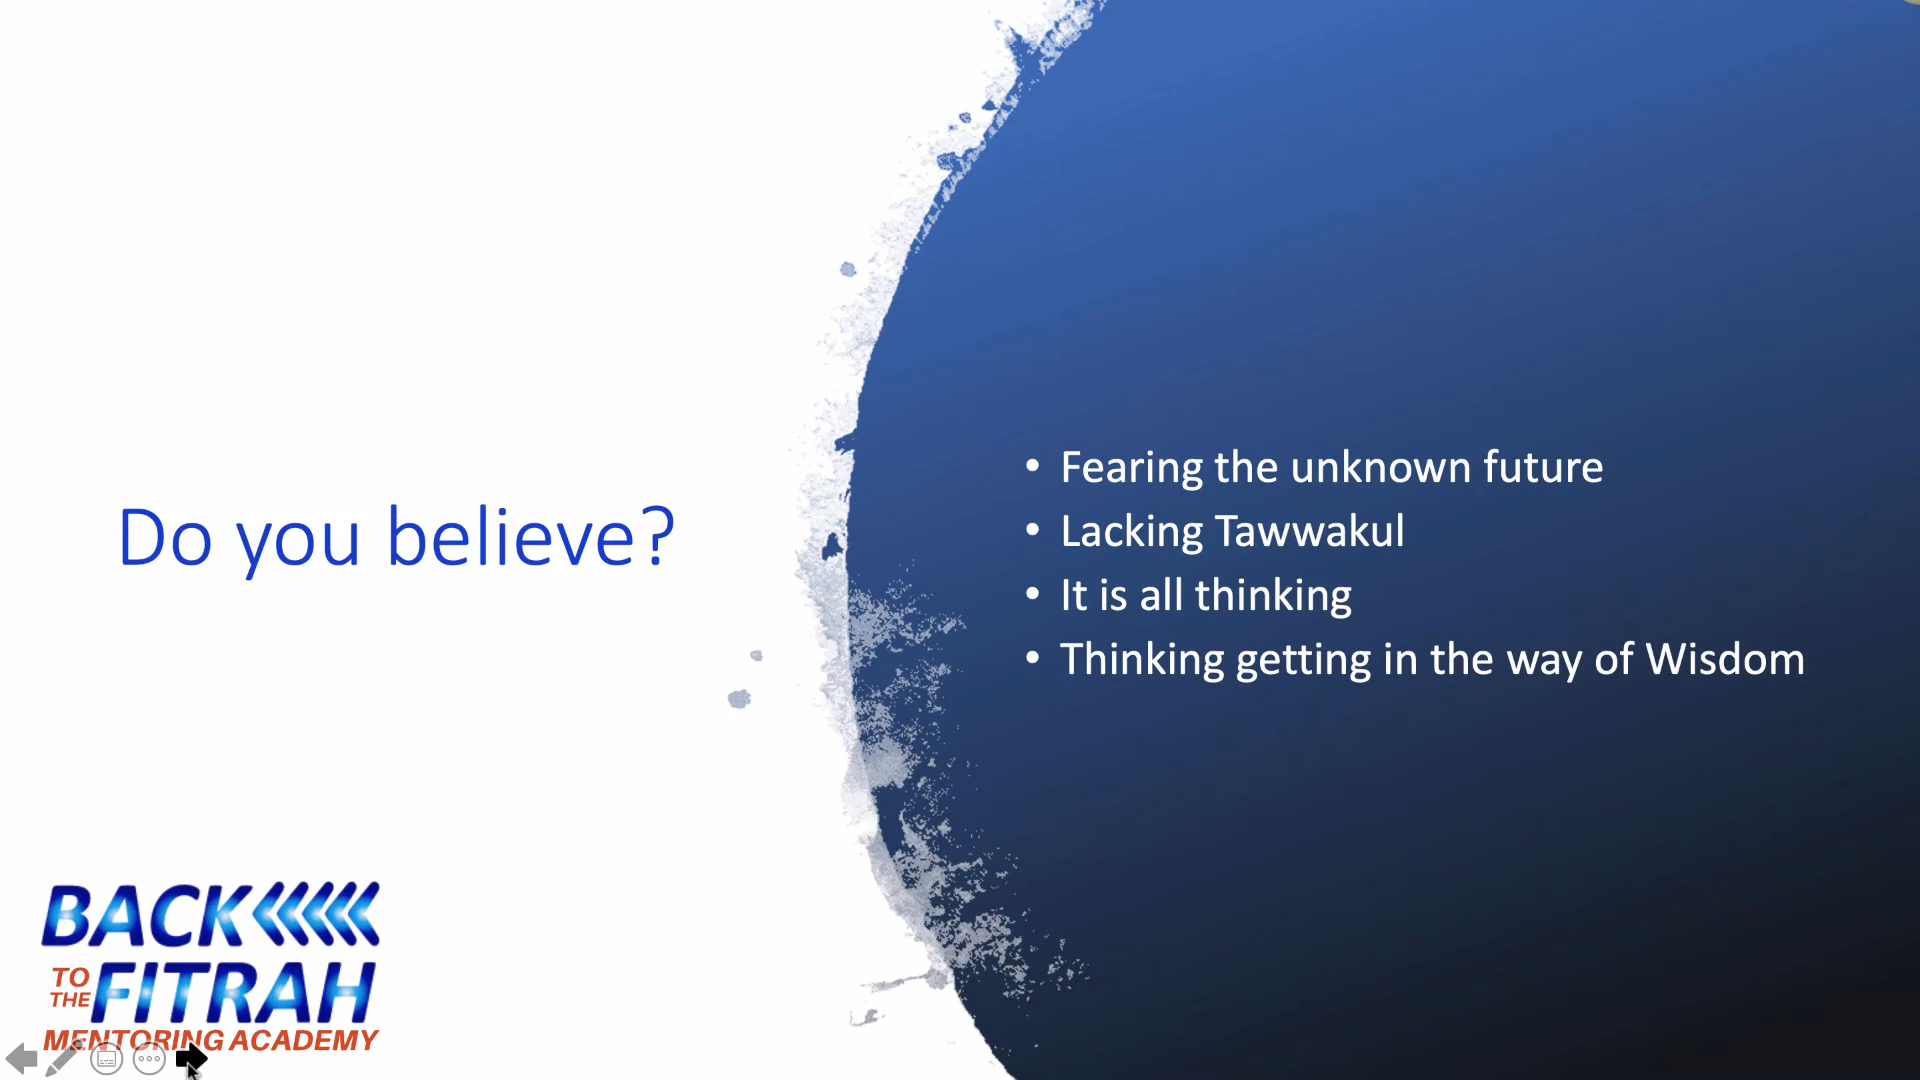 Do you believe?
• Fearing the unknown future
• Lacking Tawwakul
• It is all thinking
• Thinking getting in the way of Wisdom
BACK
TO THE FITRAH
MENTORING ACADEMY